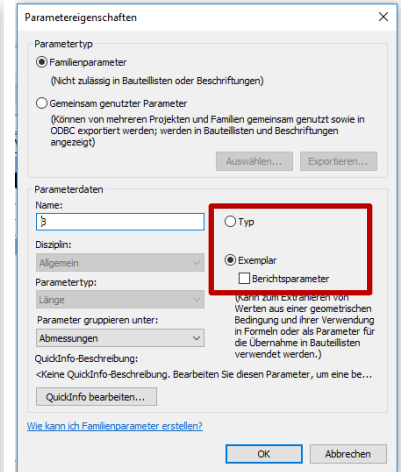 Parametereigenschaften
Parametertyp
Familienparameter
(Nicht zulässig in Bauteillisten oder Beschriftungen)
Gemeinsam genutzter Parameter
(Können von mehreren Projekten und Familien gemeinsam genutzt sowie in
ODBC exportiert werden; werden in Bauteillisten und Beschriftungen
angezeigt)
Auswählen... Exportieren...
Parameterdaten
Name:
3
Typ
Disziplin:
Allgemein
Exemplar
Berichtsparameter
Parametertyp:
Länge
(Kann zum Extrahieren von
Werten aus einer geometrischen
Bedingung und ihrer Verwendung
in Formeln oder als Parameter für
die Übernahme in Bauteillisten
verwendet werden.)
Parameter gruppieren unter:
Abmessungen
QuickInfo-Beschreibung:
<Keine QuickInfo-Beschreibung. Bearbeiten Sie diesen Parameter, um eine be...
QuickInfo bearbeiten...
Wie kann ich Familienparameter erstellen?
OK Abbrechen